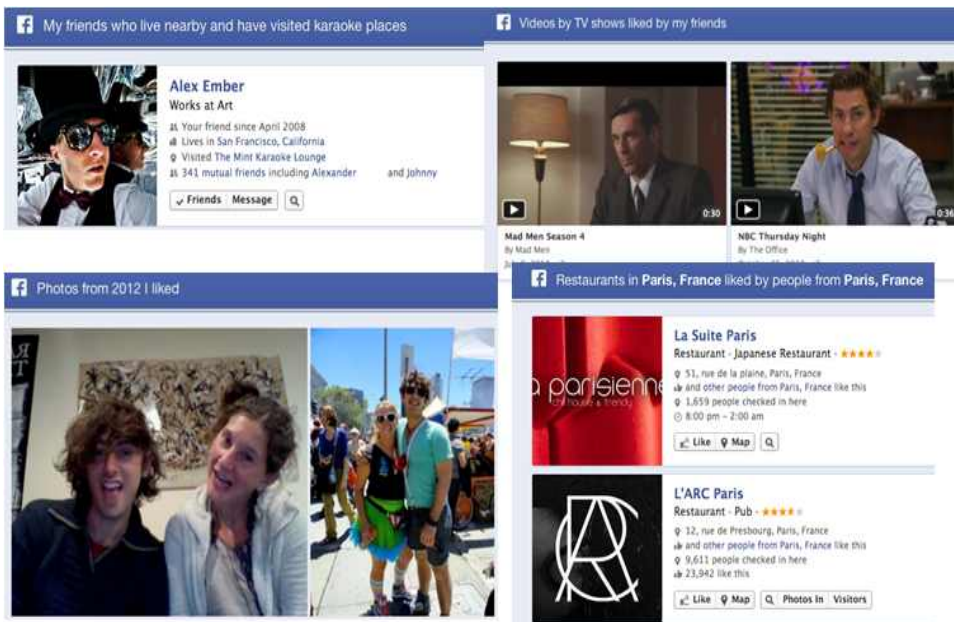 My friends who live nearby and have visited karaoke places
Alex Ember
Works at Art
Your friend since April 2008
Lives in San Francisco, California
Visited The Mint Karaoke Lounge
341 mutual friends including Alexander and Johnny
Friends Message
Videos by TV shows liked by my friends
0:30
0:36
Mad Men Season 4
By Mad Men
NBC Thursday Night
By The Office
Photos from 2012 I liked
Restaurants in Paris, France liked by people from Paris, France
a parisienne
La Suite Paris
Restaurant · Japanese Restaurant ·
51, rue de la plaine, Paris, France
and other people from Paris, France like this
1,659 people checked in here
8:00 pm – 2:00 am
Like Map
L'ARC Paris
Restaurant · Pub ·
12, rue de Presbourg, Paris, France
and other people from Paris, France like this
9,611 people checked in here
23,942 like this
Like Map Photos In Visitors